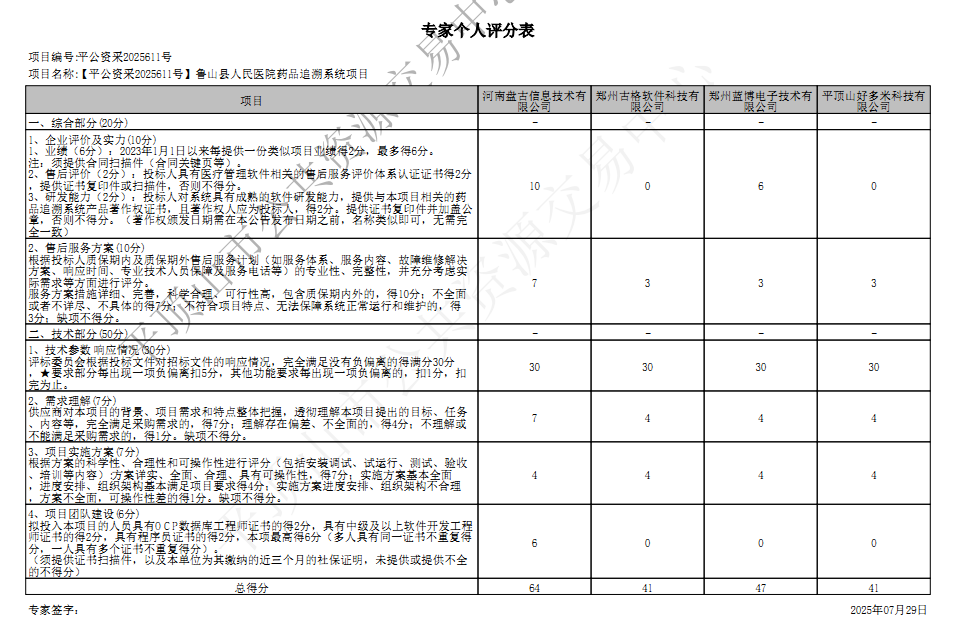 专家个人评分表
项目编号:平公资采2025611号
项目名称:【平公资采2025611号】鲁山县人民医院药品追溯系统项目
项目 河南盘古信息技术有限公司 郑州古格软件科技有限公司 郑州蓝博电子技术有限公司 平顶山好多米科技有限公司
一、综合部分(20分) - - - -
1、企业评价及实力(10分)
1、业绩（6分）：2023年1月1日以来每提供一份类似项目业绩得2分，最多得6分。
注：须提供合同扫描件（合同关键页等）。
2、售后评价（2分）：投标人具有医疗管理软件相关的售后服务评价体系认证证书得2分
，提供证书复印件或扫描件，否则不得分。
3、研发能力（2分）：投标人对系统具有成熟的软件研发能力，提供与本项目相关的药
品追溯系统产品著作权证书，且著作权人应为投标人，得2分。提供证书复印件并加盖公
章，否则不得分。（著作权颁发日期需在本公告发布日期之前，名称类似即可，无需完
全一致）
10 0 6 0
2、售后服务方案(10分)
根据投标人质保期内及质保期外售后服务计划（如服务体系、服务内容、故障维修解决
方案、响应时间、专业技术人员保障及服务电话等）的专业性、完整性，并充分考虑实
际需求等方面进行评分。
服务方案措施详细、完善，科学合理、可行性高，包含质保期内外的，得10分；不全面
或者不详尽、不具体的得7分；不符合项目特点、无法保障系统正常运行和维护的，得
3分；缺项不得分。
7 3 3 3
二、技术部分(50分) - - - -
1、技术参数 响应情况(30分)
评标委员会根据投标文件对招标文件的响应情况，完全满足没有负偏离的得满分30分
，★要求部分每出现一项负偏离扣5分，其他功能要求每出现一项负偏离的，扣1分，扣
完为止。
30 30 30 30
2、需求理解(7分)
供应商对本项目的背景、项目需求和特点整体把握，透彻理解本项目提出的目标、任务
、内容等，完全满足采购需求的，得7分；理解存在偏差、不全面的，得4分；不理解或
不能满足采购需求的，得1分。缺项不得分。
7 4 4 4
3、项目实施方案(7分)
根据方案的科学性、合理性和可操作性进行评分（包括安装调试、试运行、测试、验收
、培训等内容）:方案详实、全面、合理、具有可操作性，得7分；实施方案基本全面
，进度安排、组织架构基本满足项目要求得4分；实施方案进度安排、组织架构不合理
，方案不全面，可操作性差的得1分。缺项不得分。
4 4 4 4
4、项目团队建设(6分)
拟投入本项目的人员具有OCP数据库工程师证书的得2分，具有中级及以上软件开发工程
师证书的得2分，具有程序员证书的得2分，本项最高得6分（多人具有同一证书不重复得
分，一人具有多个证书不重复得分）。
（须提供证书扫描件，以及本单位为其缴纳的近三个月的社保证明，未提供或提供不全
的不得分）
6 0 0 0
总得分 64 41 47 41
专家签字： 2025年07月29日
平顶山市公共资源交易中心
平顶山市公共资源交易中心